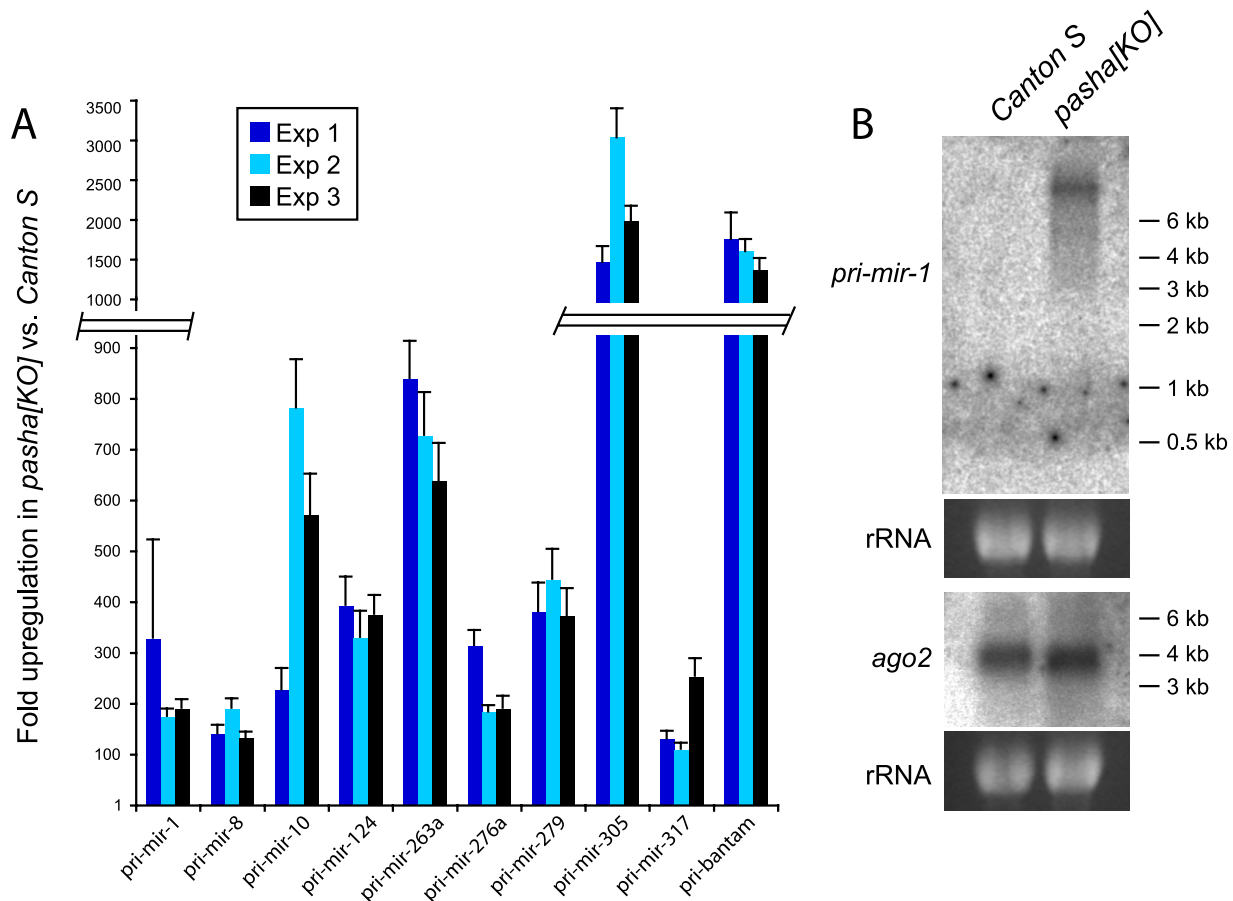 A
Fold upregulation in pasha[KO] vs. Canton S
3500
3000
2500
2000
1500
1000
900
800
700
600
500
400
300
200
100
1
Exp 1
Exp 2
Exp 3
pri-mir-1
pri-mir-8
pri-mir-10
pri-mir-124
pri-mir-263a
pri-mir-276a
pri-mir-279
pri-mir-305
pri-mir-317
pri-bantam
B
Canton S
pasha[KO]
pri-mir-1
6 kb
4 kb
3 kb
2 kb
1 kb
0.5 kb
rRNA
ago2
6 kb
4 kb
3 kb
rRNA